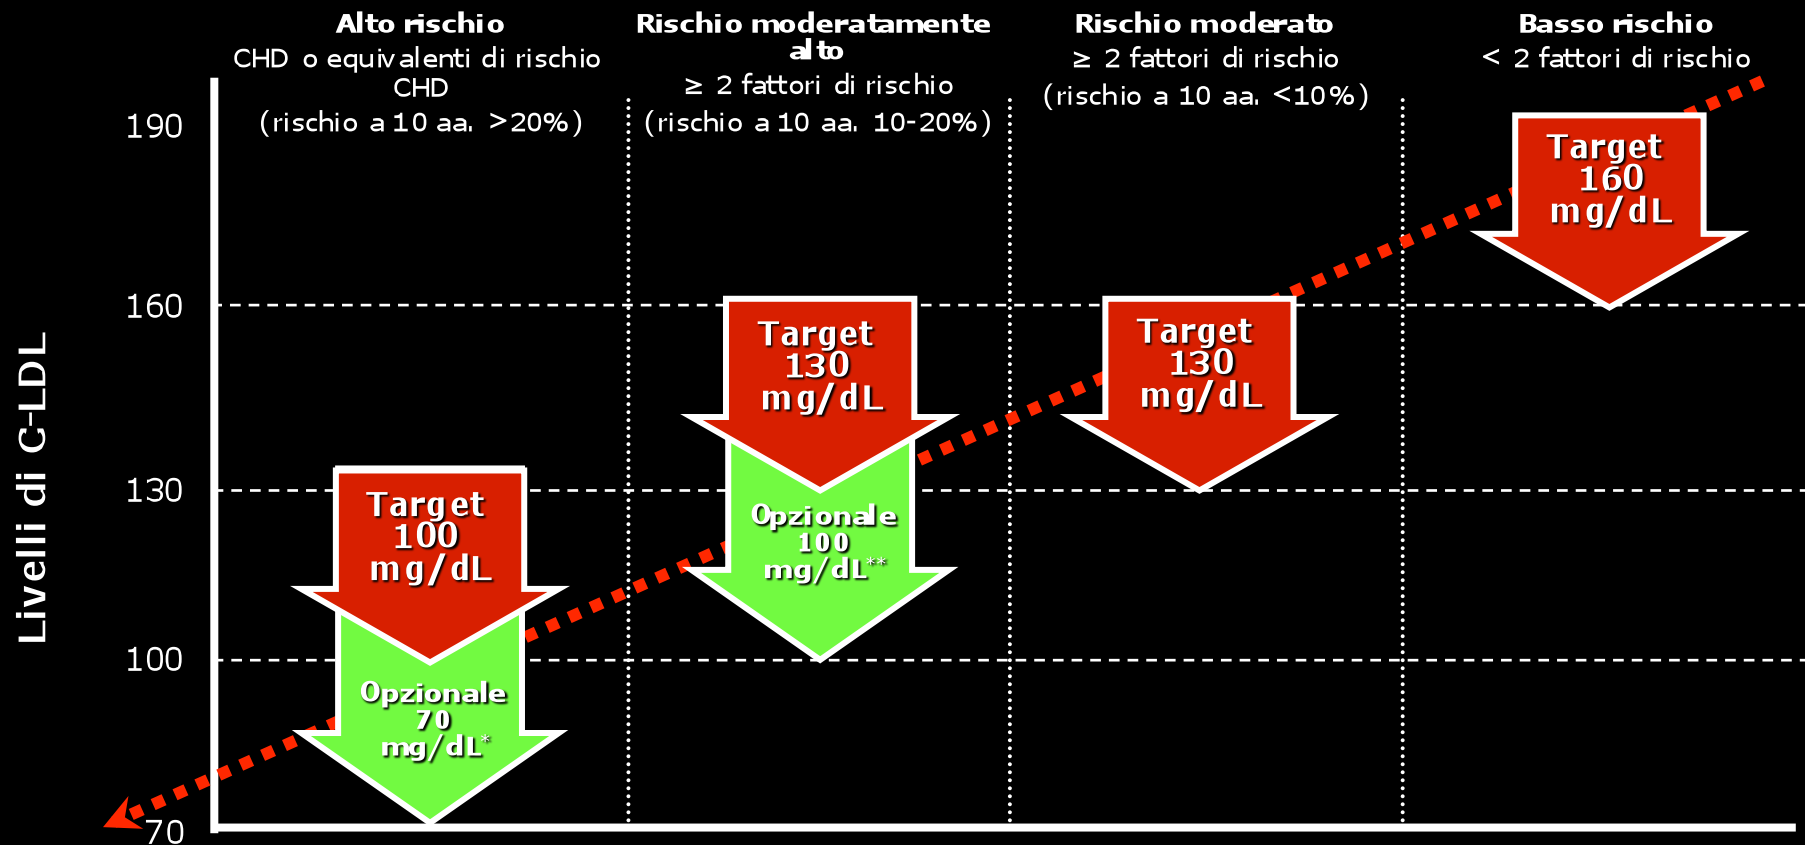 Alto rischio
CHD o equivalenti di rischio
CHD
(rischio a 10 aa. >20%)
Rischio moderatamente
alto
≥ 2 fattori di rischio
(rischio a 10 aa. 10-20%)
Rischio moderato
≥ 2 fattori di rischio
(rischio a 10 aa. <10%)
Basso rischio
< 2 fattori di rischio
Livelli di C-LDL
190
160
130
100
70
Target
100
mg/dL
Opzionale
70
mg/dL*
Target
130
mg/dL
Opzionale
100
mg/dL**
Target
130
mg/dL
Target
160
mg/dL